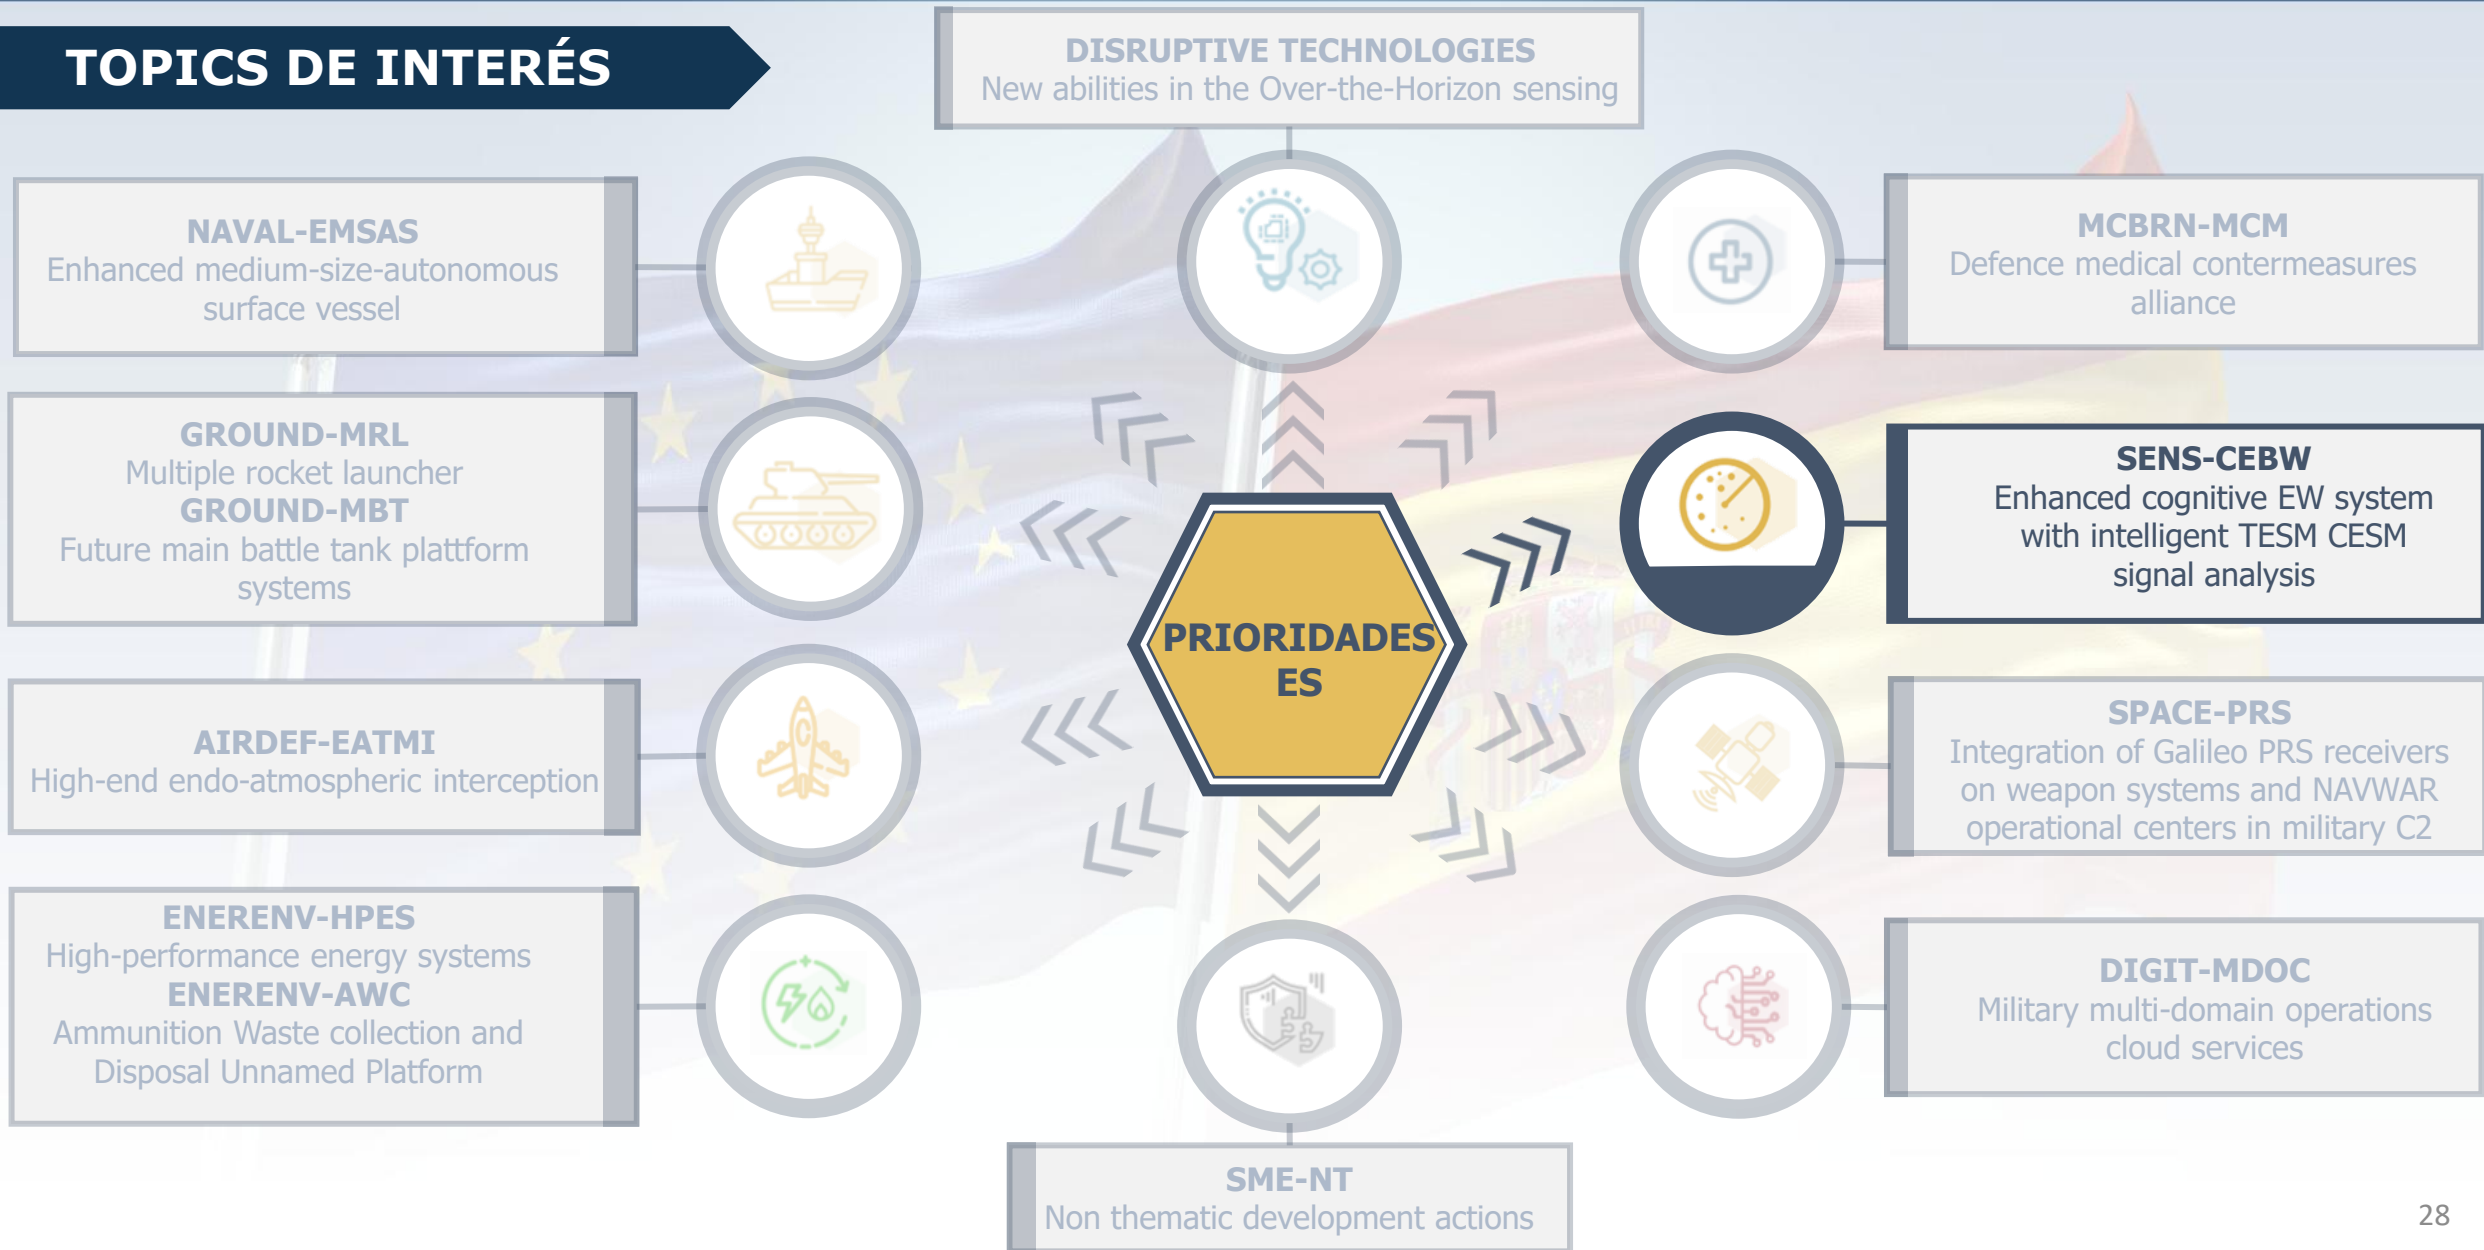 TOPICS DE INTERÉS
DISRUPTIVE TECHNOLOGIES
New abilities in the Over-the-Horizon sensing
NAVAL-EMSAS
Enhanced medium-size-autonomous
surface vessel
GROUND-MRL
Multiple rocket launcher
GROUND-MBT
Future main battle tank plattform
systems
AIRDEF-EATMI
High-end endo-atmospheric interception
ENERENV-HPES
High-performance energy systems
ENERENV-AWC
Ammunition Waste collection and
Disposal Unnamed Platform
PRIORIDADES
ES
MCBRN-MCM
Defence medical contermeasures
alliance
SENS-CEBW
Enhanced cognitive EW system
with intelligent TESM CESM
signal analysis
SPACE-PRS
Integration of Galileo PRS receivers
on weapon systems and NAVWAR
operational centers in military C2
DIGIT-MDOC
Military multi-domain operations
cloud services
SME-NT
Non thematic development actions
28